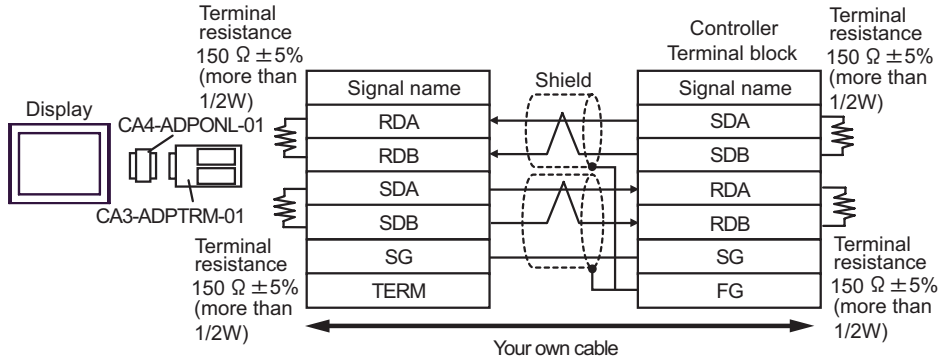 Terminal
resistance
150 Ω ±5%
(more than
1/2W)
Controller
Terminal block
Terminal
resistance
150 Ω ±5%
(more than
1/2W)
Display
CA4-ADPONL-01
CA3-ADPTRM-01
Signal name
RDA
RDB
SDA
SDB
SG
TERM
Shield
Signal name
SDA
SDB
RDA
RDB
SG
FG
Terminal
resistance
150 Ω ±5%
(more than
1/2W)
Terminal
resistance
150 Ω ±5%
(more than
1/2W)
Your own cable